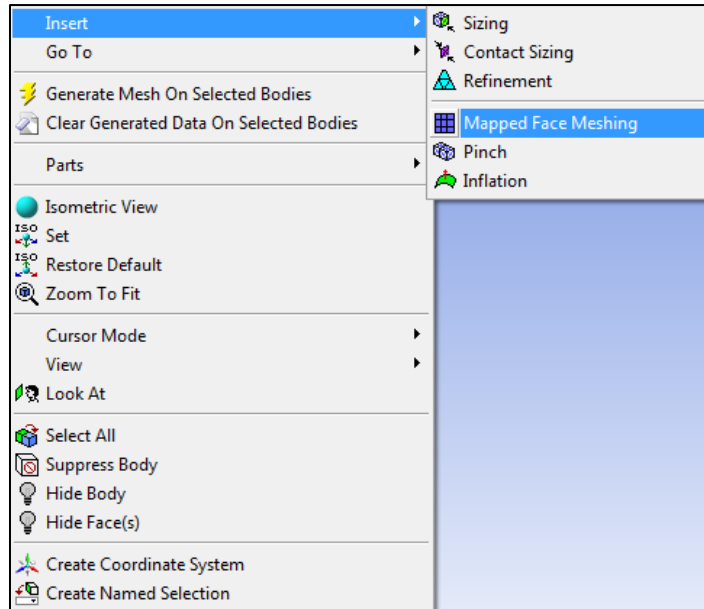 Insert
Go To
Generate Mesh On Selected Bodies
Clear Generated Data On Selected Bodies
Parts
Isometric View
ISO Set
ISO Restore Default
Zoom To Fit
Cursor Mode
View
Look At
Select All
Suppress Body
Hide Body
Hide Face(s)
Create Coordinate System
Create Named Selection
Sizing
Contact Sizing
Refinement
Mapped Face Meshing
Pinch
Inflation